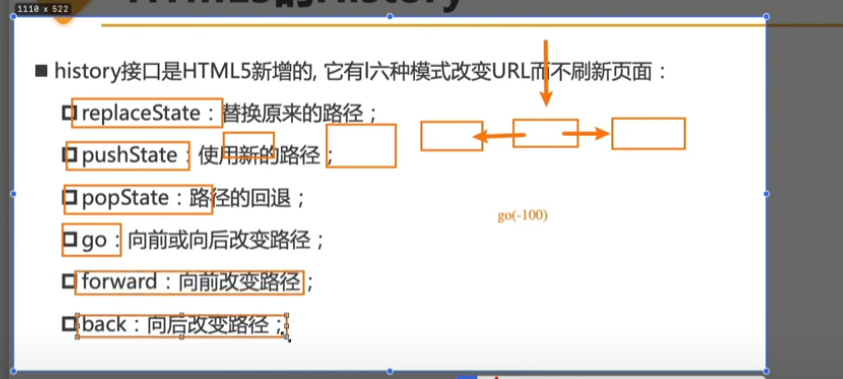 1110 x 522
HTML5的History
history接口是HTML5新增的, 它有l六种模式改变URL而不刷新页面：
replaceState：替换原来的路径；
pushState：使用新的路径；
popState：路径的回退；
go：向前或向后改变路径；
go(-100)
forward：向前改变路径；
back：向后改变路径；